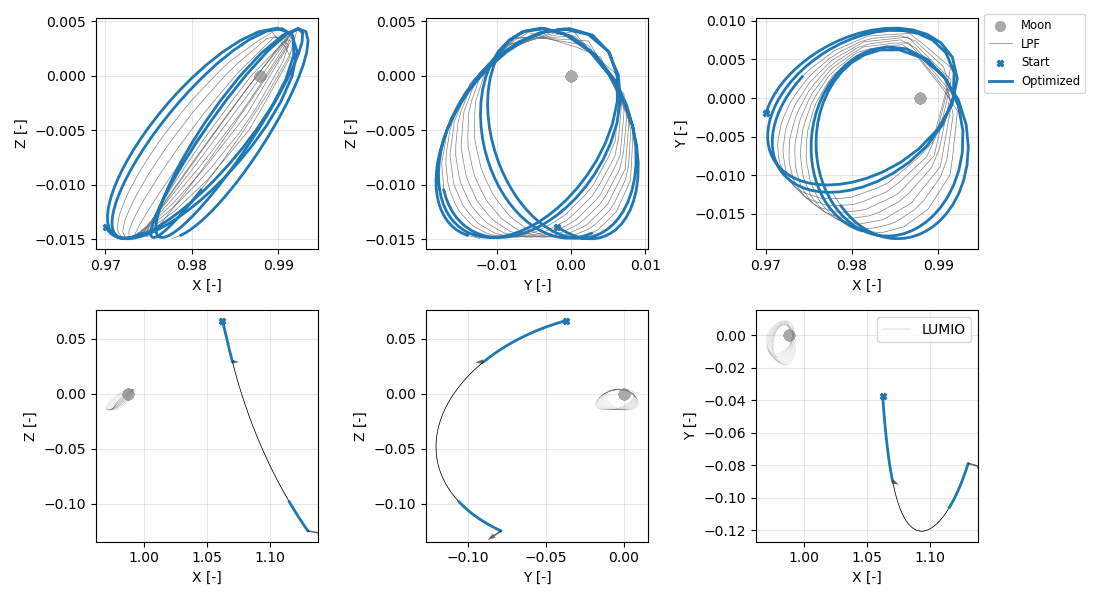 0.005
0.000
−0.005
−0.010
−0.015
Z [-]
0.97
0.98
0.99
X [-]
0.005
0.000
−0.005
−0.010
−0.015
Z [-]
−0.01
0.00
0.01
Y [-]
0.010
0.005
0.000
−0.005
−0.010
−0.015
Y [-]
0.97
0.98
0.99
X [-]
Moon
LPF
Start
Optimized
0.05
0.00
−0.05
−0.10
Z [-]
1.00
1.05
1.10
X [-]
0.05
0.00
−0.05
−0.10
Z [-]
−0.10
−0.05
0.00
Y [-]
0.00
−0.02
−0.04
−0.06
−0.08
−0.10
−0.12
Y [-]
1.00
1.05
1.10
X [-]
LUMIO